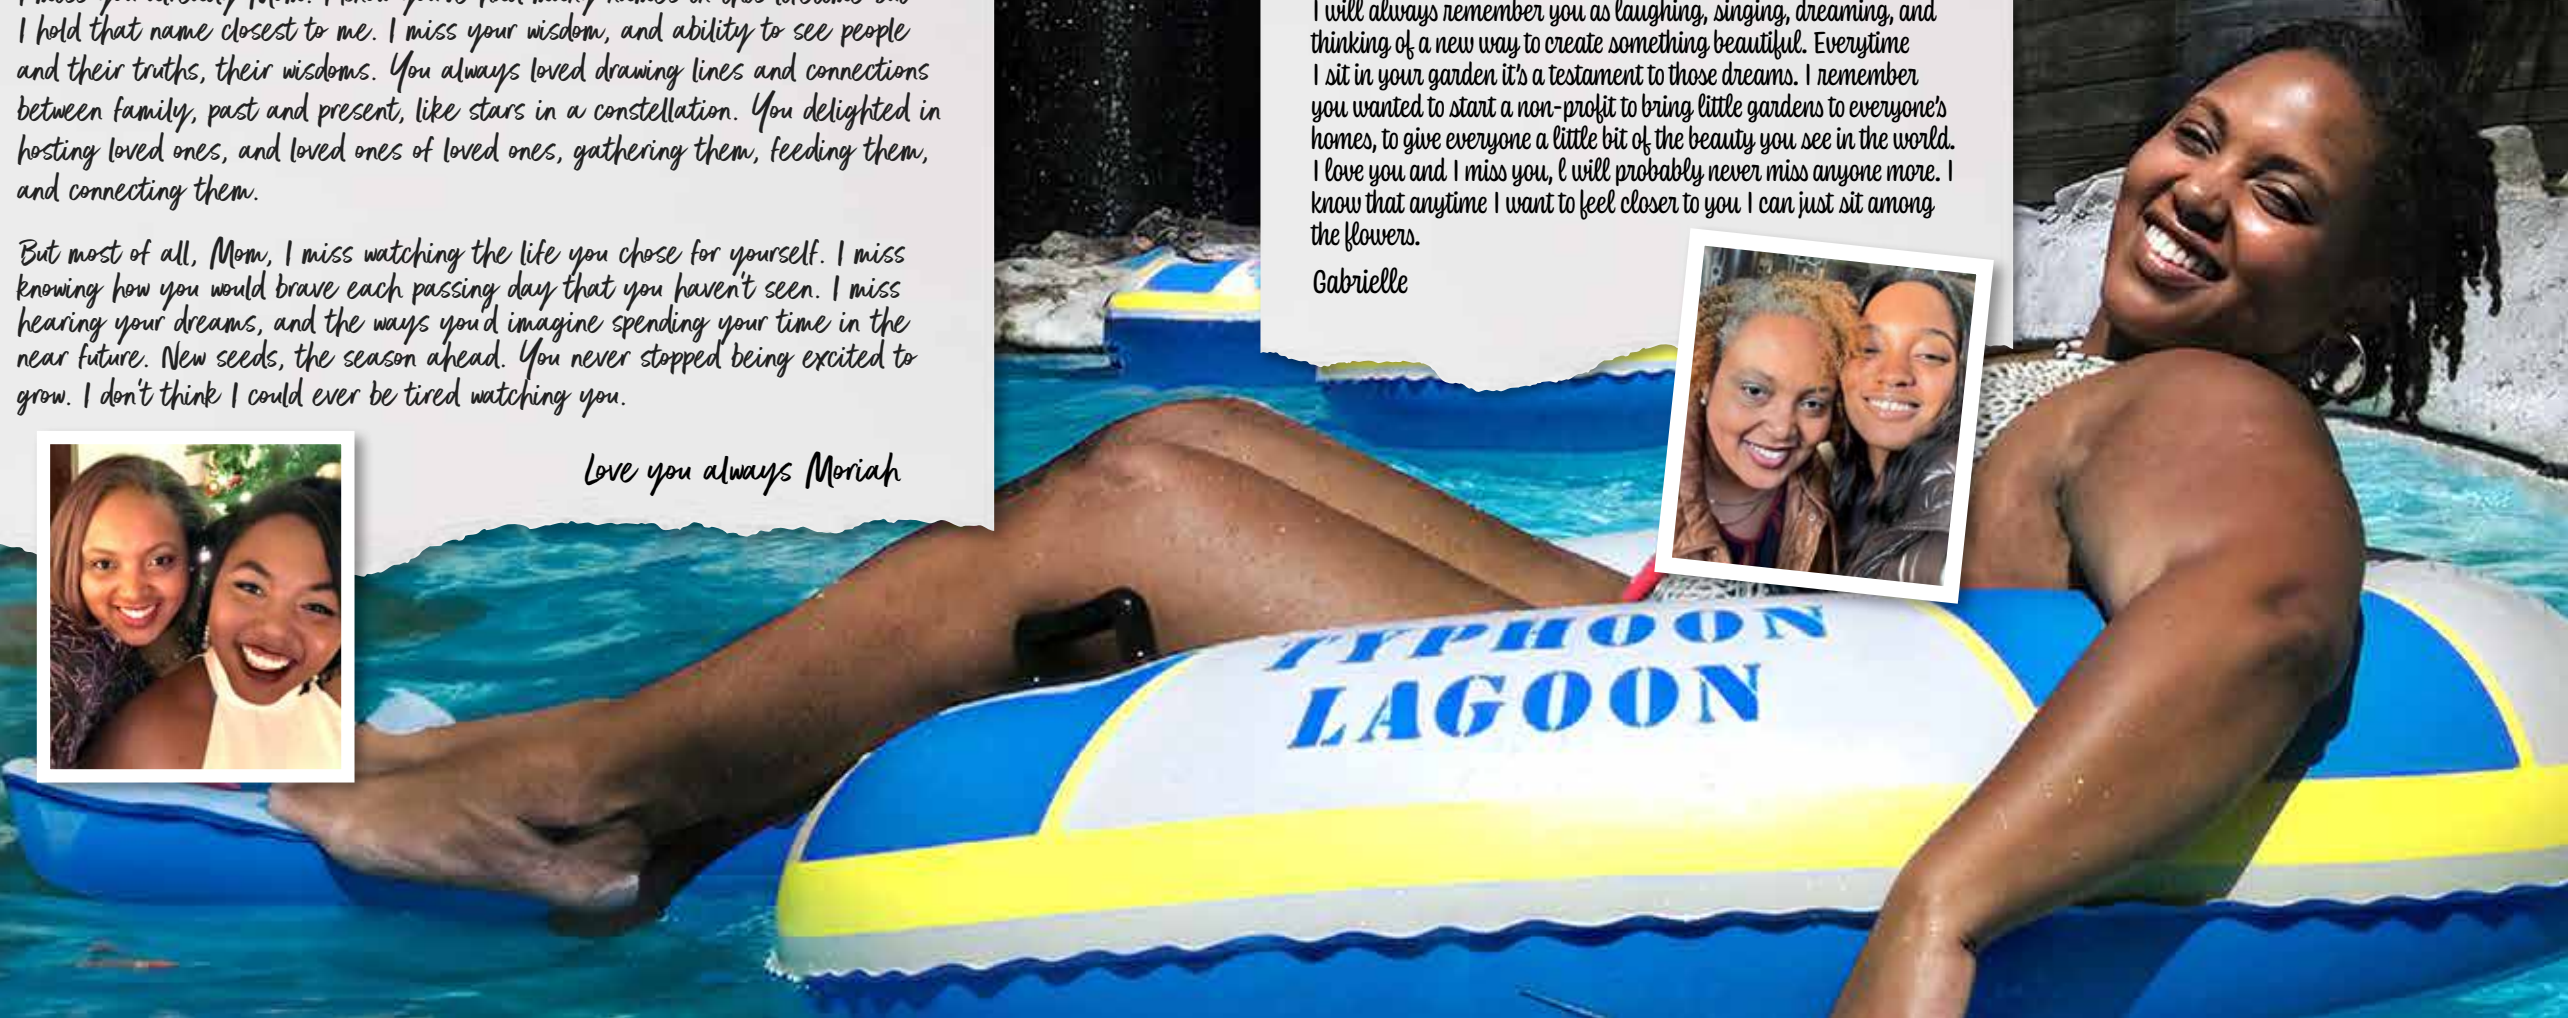 I hold that name closest to me. I miss your wisdom, and ability to see people
and their truths, their wisdoms. You always loved drawing lines and connections
between family, past and present, like stars in a constellation. You delighted in
hosting loved ones, and loved ones of loved ones, gathering them, feeding them,
and connecting them.
But most of all, Mom, I miss watching the life you chose for yourself. I miss
knowing how you would brave each passing day that you haven't seen. I miss
hearing your dreams, and the ways you'd imagine spending your time in the
near future. New seeds, the season ahead. You never stopped being excited to
grow. I don't think I could ever be tired watching you.
Love you always Moriah
I will always remember you as laughing, singing, dreaming, and
thinking of a new way to create something beautiful. Everytime
I sit in your garden it's a testament to those dreams. I remember
you wanted to start a non-profit to bring little gardens to everyone's
homes, to give everyone a little bit of the beauty you see in the world.
I love you and I miss you, l will probably never miss anyone more. I
know that anytime I want to feel closer to you I can just sit among
the flowers.
Gabrielle
TYPHOON
LAGOON